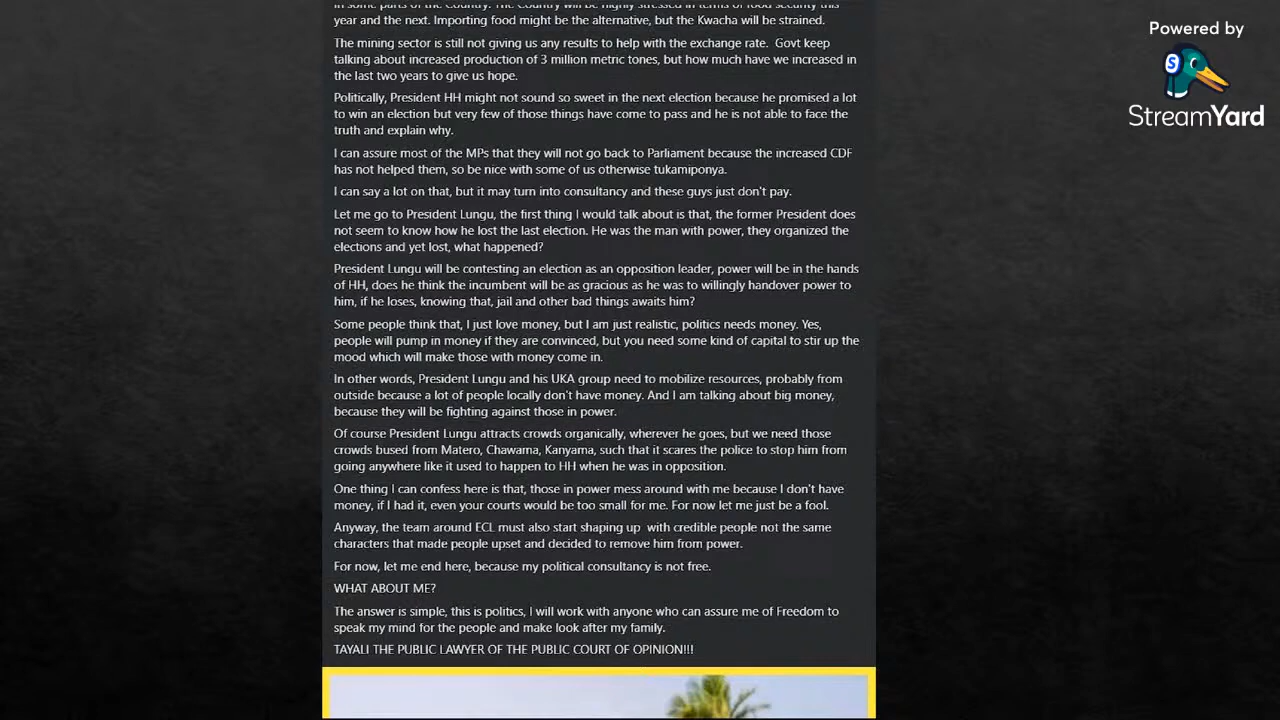 in some parts of the Country. The Country will be highly stressed in terms of food security this
year and the next. Importing food might be the alternative, but the Kwacha will be strained.
The mining sector is still not giving us any results to help with the exchange rate. Govt keep
talking about increased production of 3 million metric tones, but how much have we increased in
the last two years to give us hope.
Politically, President HH might not sound so sweet in the next election because he promised a lot
to win an election but very few of those things have come to pass and he is not able to face the
truth and explain why.
I can assure most of the MPs that they will not go back to Parliament because the increased CDF
has not helped them, so be nice with some of us otherwise tukamiponya.
I can say a lot on that, but it may turn into consultancy and these guys just don't pay.
Let me go to President Lungu, the first thing I would talk about is that, the former President does
not seem to know how he lost the last election. He was the man with power, they organized the
elections and yet lost, what happened?
President Lungu will be contesting an election as an opposition leader, power will be in the hands
of HH, does he think the incumbent will be as gracious as he was to willingly handover power to
him, if he loses, knowing that, jail and other bad things awaits him?
Some people think that, I just love money, but I am just realistic, politics needs money. Yes,
people will pump in money if they are convinced, but you need some kind of capital to stir up the
mood which will make those with money come in.
In other words, President Lungu and his UKA group need to mobilize resources, probably from
outside because a lot of people locally don't have money. And I am talking about big money,
because they will be fighting against those in power.
Of course President Lungu attracts crowds organically, wherever he goes, but we need those
crowds bused from Matero, Chawama, Kanyama, such that it scares the police to stop him from
going anywhere like it used to happen to HH when he was in opposition.
One thing I can confess here is that, those in power mess around with me because I don't have
money, if I had it, even your courts would be too small for me. For now let me just be a fool.
Anyway, the team around ECL must also start shaping up with credible people not the same
characters that made people upset and decided to remove him from power.
For now, let me end here, because my political consultancy is not free.
WHAT ABOUT ME?
The answer is simple, this is politics, I will work with anyone who can assure me of Freedom to
speak my mind for the people and make look after my family.
TAYALI THE PUBLIC LAWYER OF THE PUBLIC COURT OF OPINION!!!
Powered by
S
StreamYard